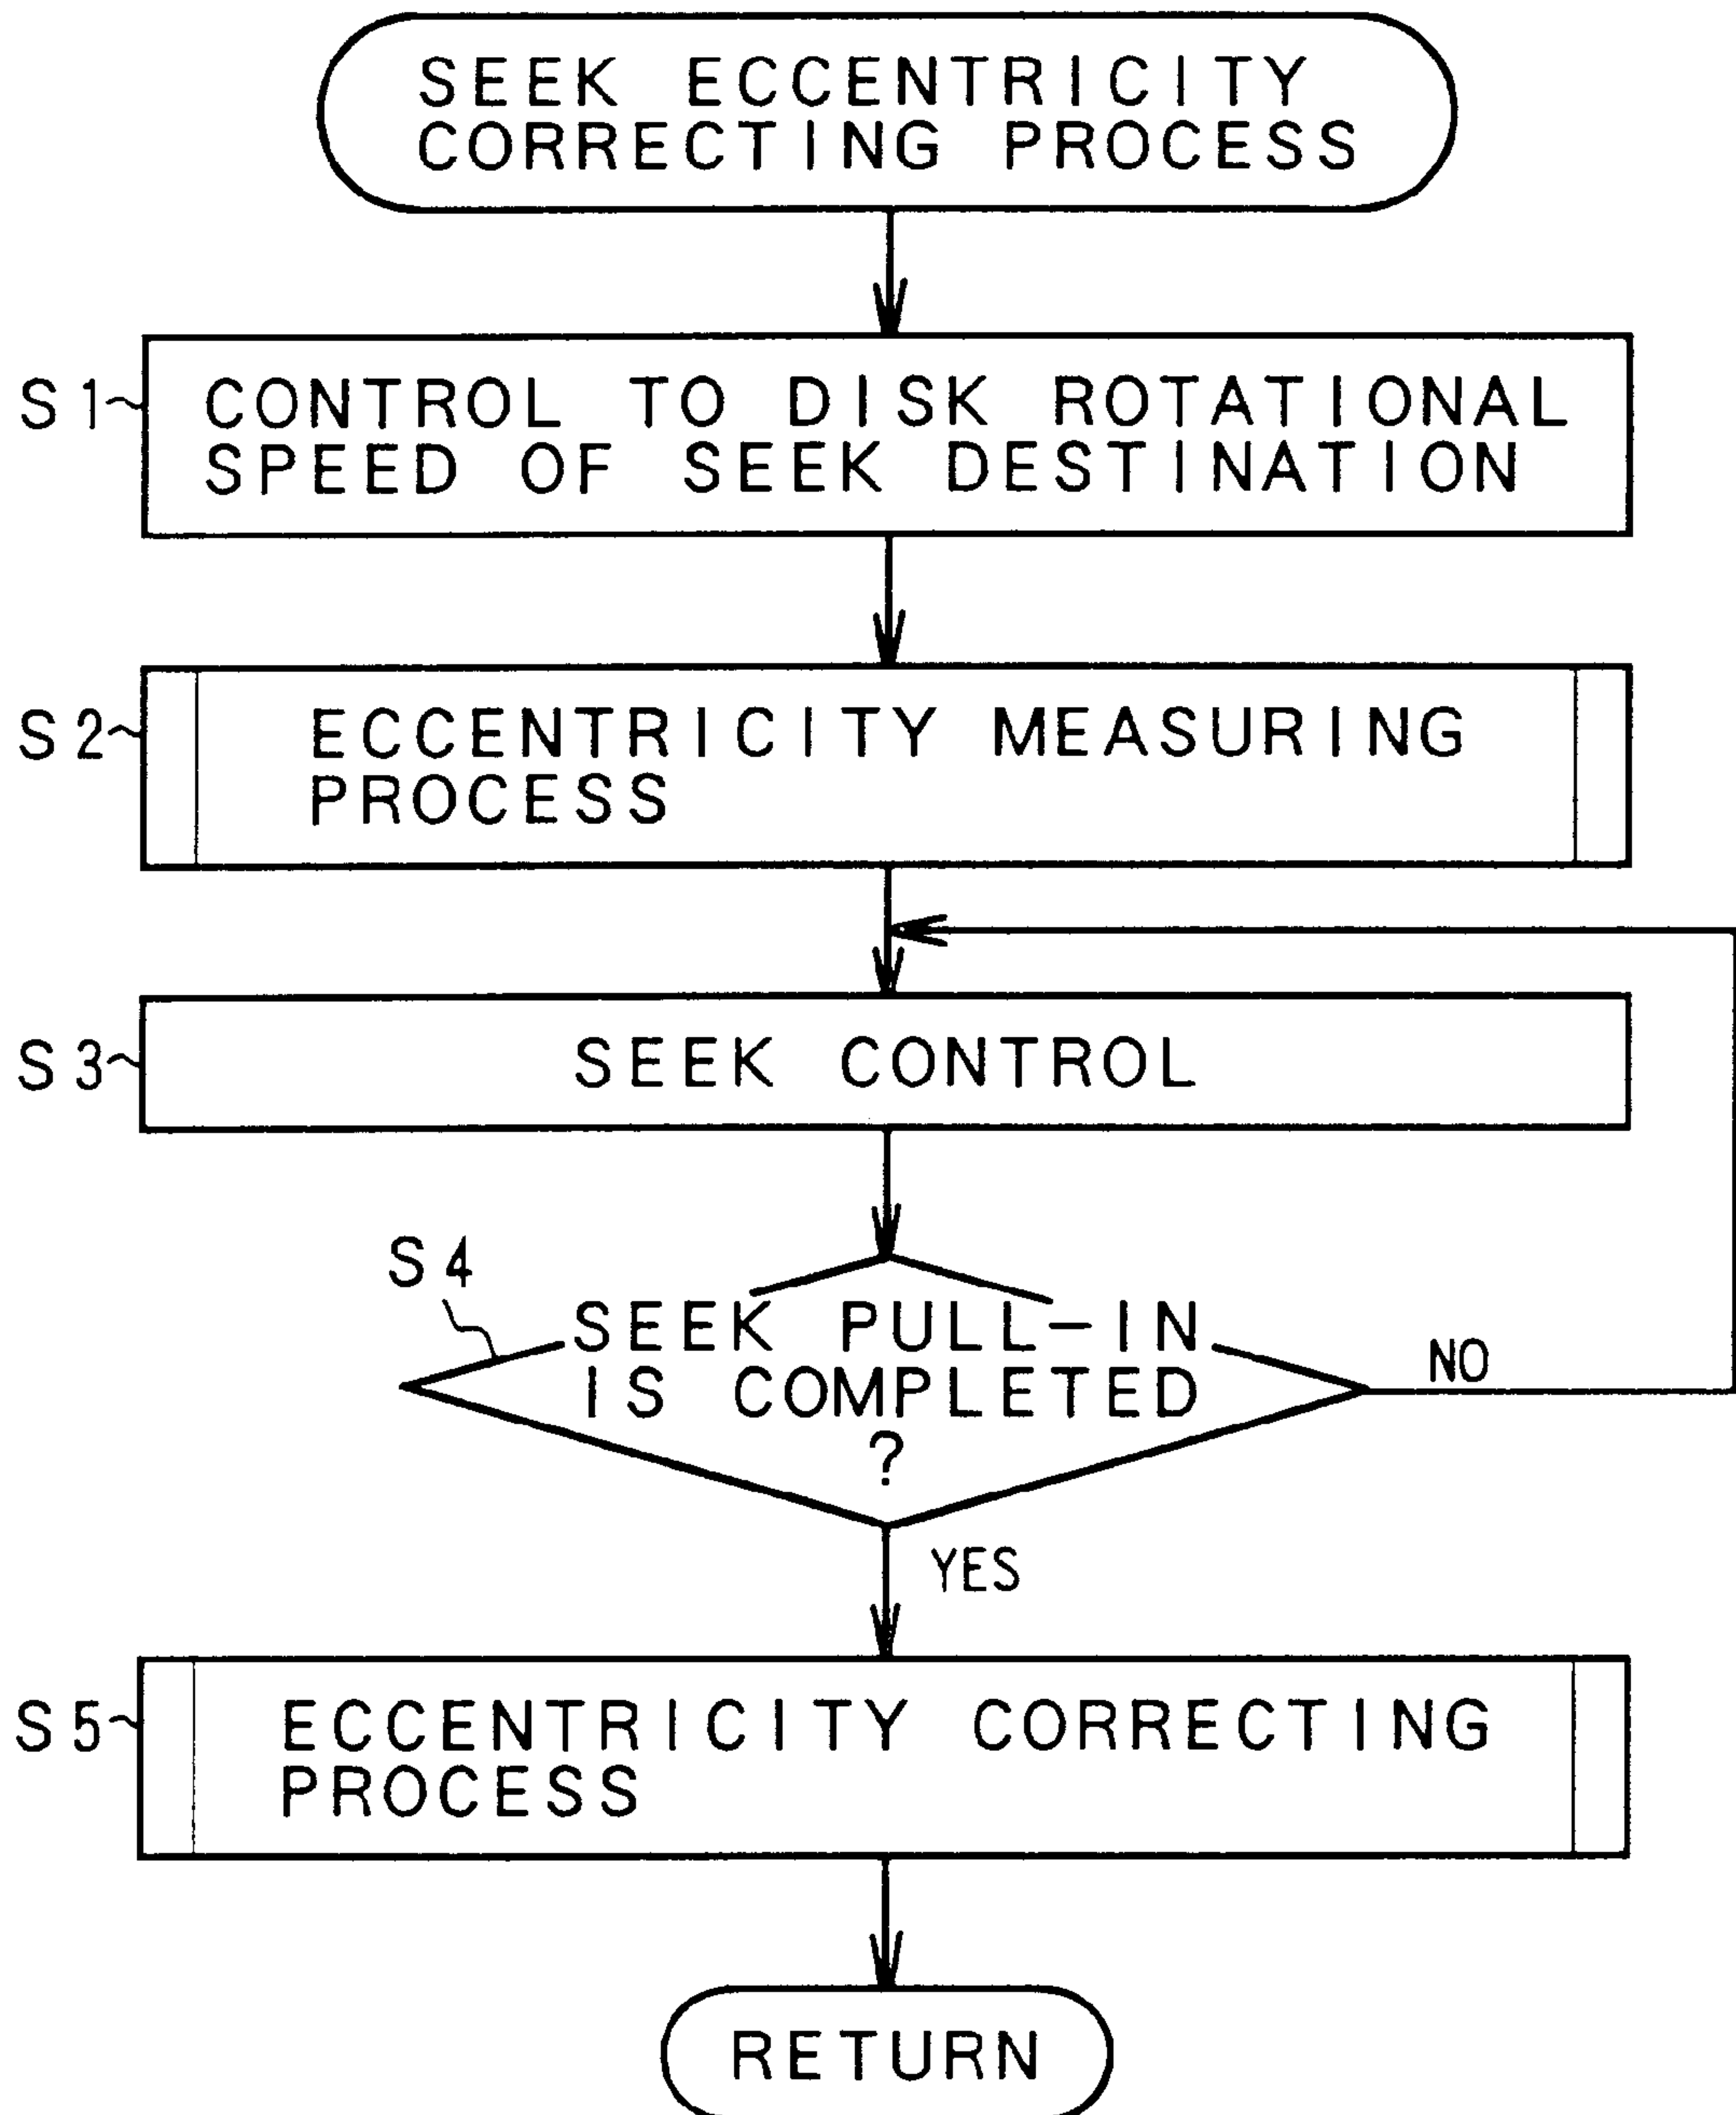 SEEK ECCENTRICITY
CORRECTING PROCESS
S1
CONTROL TO DISK ROTATIONAL
SPEED OF SEEK DESTINATION
S2
ECCENTRICITY MEASURING
PROCESS
S3
SEEK CONTROL
S4
SEEK PULL-IN
IS COMPLETED
?
NO
YES
S5
ECCENTRICITY CORRECTING
PROCESS
RETURN